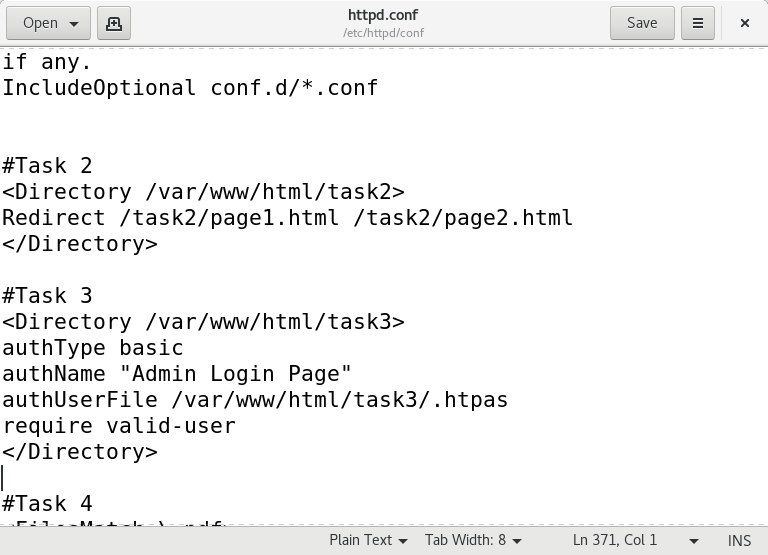 Open
httpd.conf
/etc/httpd/conf
Save
if any.
IncludeOptional conf.d/*.conf
#Task 2
<Directory /var/www/html/task2>
Redirect /task2/page1.html /task2/page2.html
</Directory>
#Task 3
<Directory /var/www/html/task3>
authType basic
authName "Admin Login Page"
authUserFile /var/www/html/task3/.htpas
require valid-user
</Directory>
#Task 4
<FilesMatch \.pdf>
Plain Text
Tab Width: 8
Ln 371, Col 1
INS